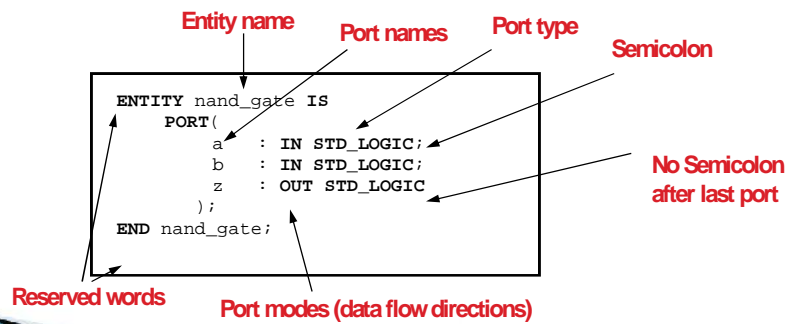 Entity name
Port names
Port type
Semicolon
ENTITY nand_gate IS
PORT(
a : IN STD_LOGIC;
b : IN STD_LOGIC;
z : OUT STD_LOGIC
);
END nand_gate;
No Semicolon
after last port
Reserved words
Port modes (data flow directions)